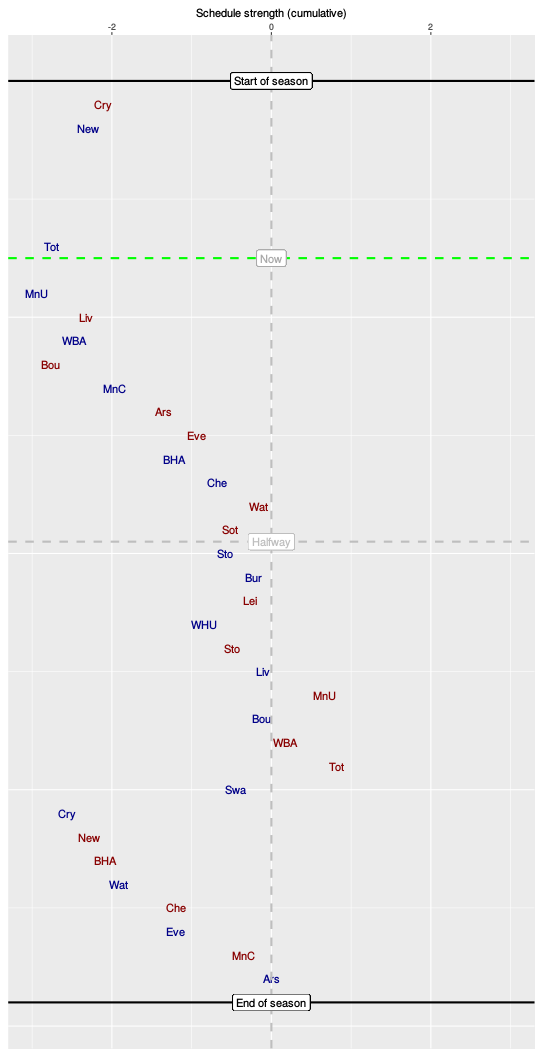 Schedule strength (cumulative)
-2 0 2
Start of season
Cry
New
Tot
Now
MnU
Liv
WBA
Bou
MnC
Ars
Eve
BHA
Che
Wat
Sot
Halfway
Sto
Bur
Lei
WHU
Sto
Liv
MnU
Bou
WBA
Tot
Swa
Cry
New
BHA
Wat
Che
Eve
MnC
Ars
End of season